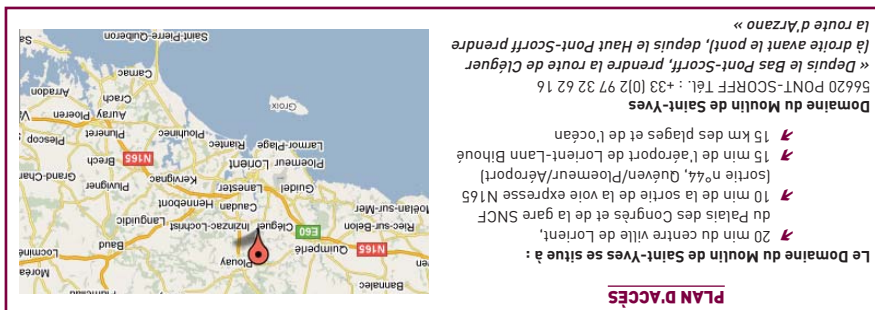 PLAN D'ACCÈS
Le Domaine du Moulin de Saint-Yves se situe à :
20 min du centre ville de Lorient,
du Palais des Congrès et de la gare SNCF
10 min de la sortie de la voie expresse N165
(sortie n°44, Quéven/Ploemeur/Aéroport)
15 min de l'aéroport de Lorient-Lann Bihoué
15 km des plages et de l'océan
Domaine du Moulin de Saint-Yves
56620 PONT-SCORFF Tél. : +33 (0)2 97 32 62 16
« Depuis le Bas Pont-Scorff, prendre la route de Cléguer
(à droite avant le pont), depuis le Haut Pont-Scorff prendre
la route d'Arzano »
Bannalec
Plouay
Locminé
N165
Quimperlé
Baud
E60
Riec-sur-Belon
Cléguer
Inzinzac-Lochrist
Moëlan-sur-Mer
Languidic
Caudan
Hennebont
Guidel
Lanester
Pluvigner
Grand-Champ
Ploemeur
Lorient
Brech
N165
Larmor-Plage
Riantec
Plouhinec
Pluneret
Plescop
Auray
Ploeren
Crach
Groix
Carnac
Arradon
Sarzeau
Saint-Pierre-Quiberon